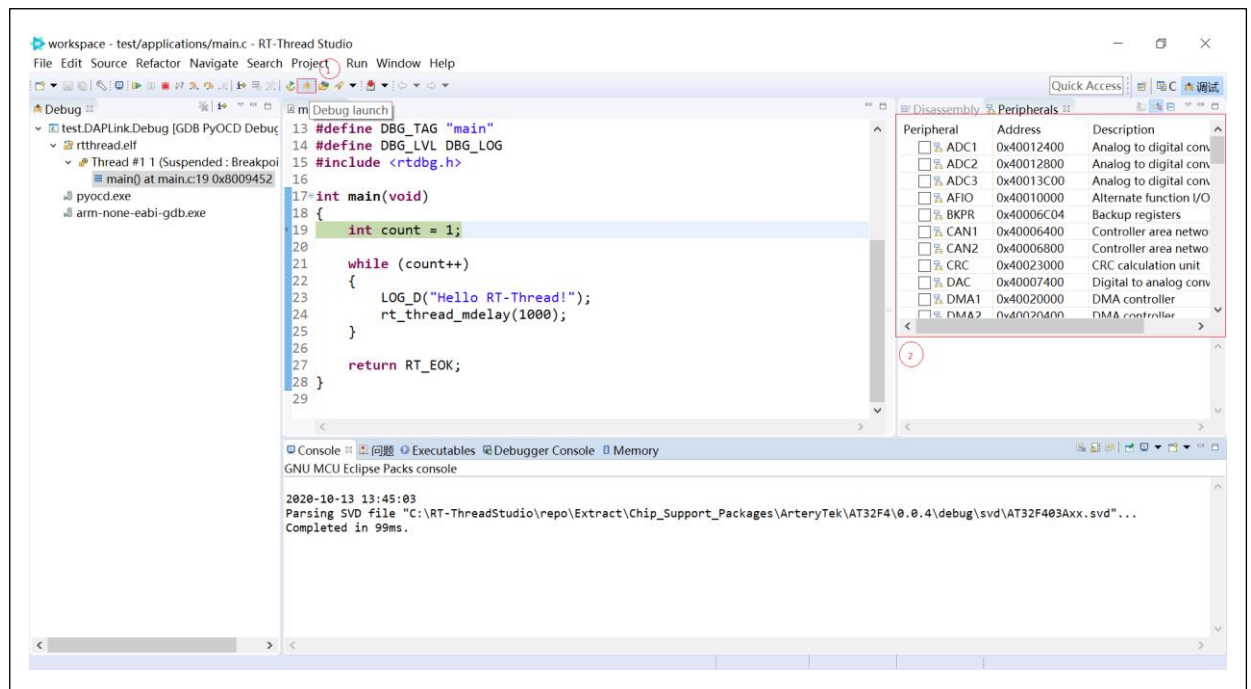 workspace - test/applications/main.c - RT-Thread Studio
File Edit Source Refactor Navigate Search Project Run Window Help
1
Quick Access
C
调试
Debug
test.DAPLink.Debug [GDB PyOCD Debug
rtthread.elf
Thread #1 1 (Suspended : Breakpoi
main() at main.c:19 0x8009452
pyocd.exe
arm-none-eabi-gdb.exe
m
Debug launch
13 #define DBG_TAG "main"
14 #define DBG_LVL DBG_LOG
15 #include <rtdbg.h>
16
17 int main(void)
18 {
19 int count = 1;
20
21 while (count++)
22 {
23 LOG_D("Hello RT-Thread!");
24 rt_thread_mdelay(1000);
25 }
26
27 return RT_EOK;
28 }
29
Disassembly Peripherals
Peripheral Address Description
ADC1 0x40012400 Analog to digital conv
ADC2 0x40012800 Analog to digital conv
ADC3 0x40013C00 Analog to digital conv
AFIO 0x40010000 Alternate function I/O
BKPR 0x40006C04 Backup registers
CAN1 0x40006400 Controller area netwo
CAN2 0x40006800 Controller area netwo
CRC 0x40023000 CRC calculation unit
DAC 0x40007400 Digital to analog conv
DMA1 0x40020000 DMA controller
DMA2 0x40020400 DMA controller
2
Console 问题 Executables Debugger Console Memory
GNU MCU Eclipse Packs console
2020-10-13 13:45:03
Parsing SVD file "C:\RT-ThreadStudio\repo\Extract\Chip_Support_Packages\ArteryTek\AT32F4\0.0.4\debug\svd\AT32F403Axx.svd"...
Completed in 99ms.